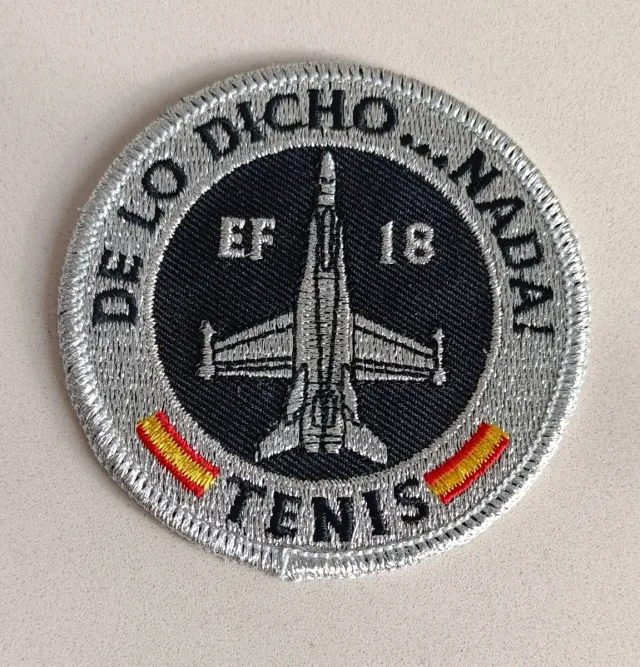 DE LO DICHO...NADA!
EF 18
TENIS